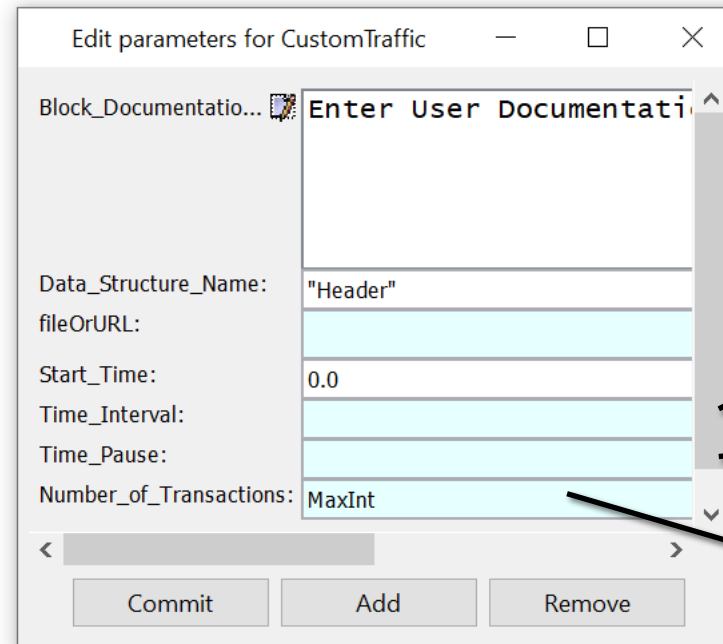 Edit parameters for CustomTraffic
Block_Documentatio... Enter User Documentati
Data_Structure_Name: "Header"
fileOrURL:
Start_Time: 0.0
Time_Interval:
Time_Pause:
Number_of_Transactions: MaxInt
Commit Add Remove